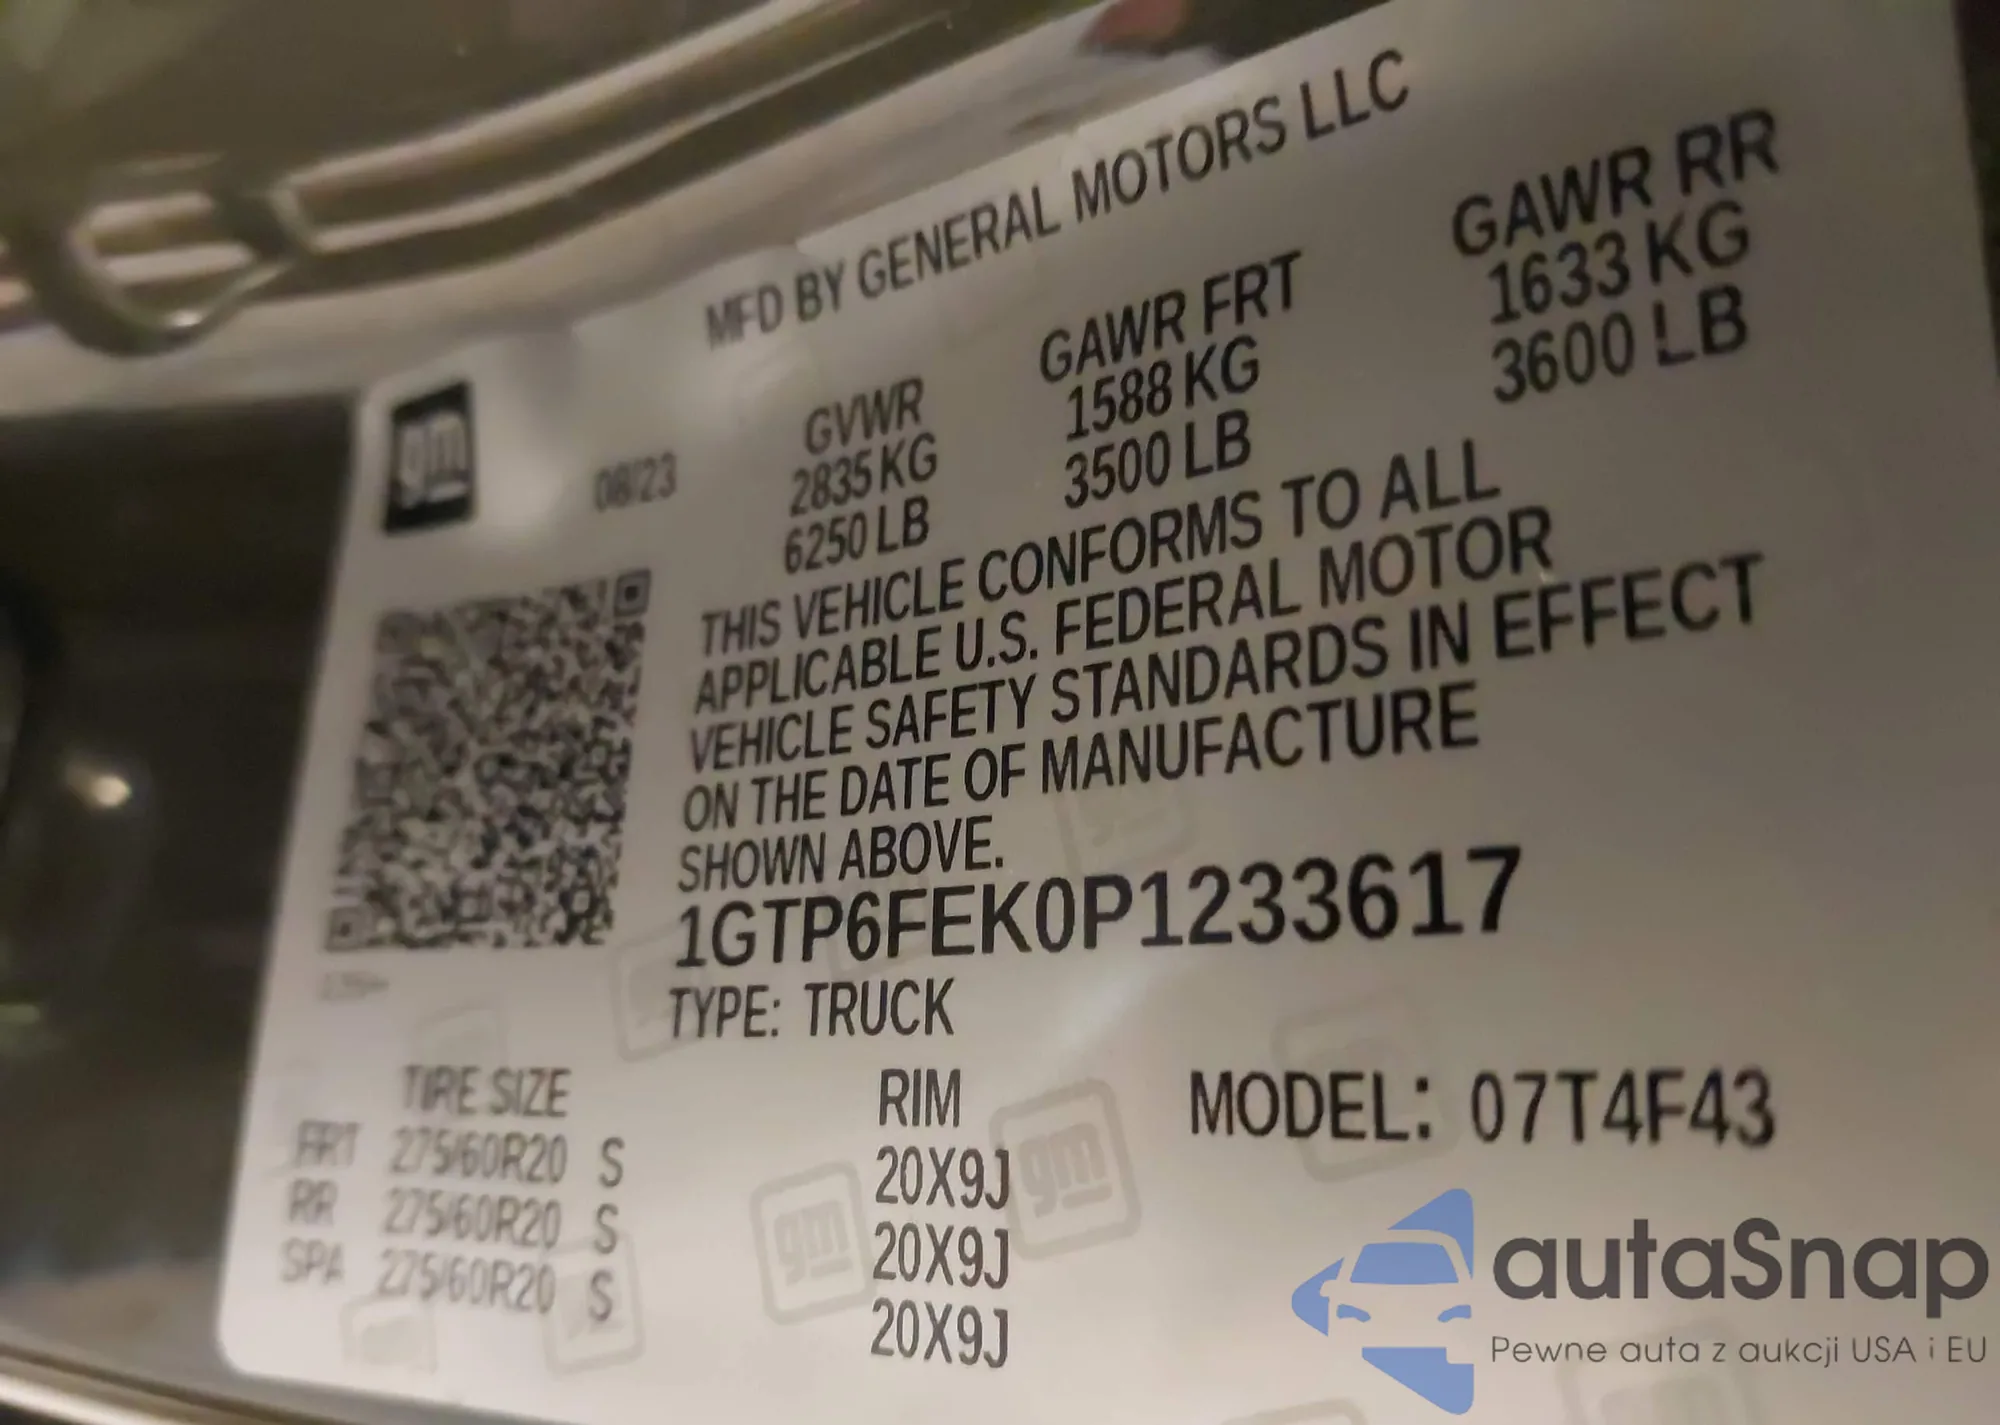 MFD BY GENERAL MOTORS LLC
gm
08/23
GVWR
2835 KG
6250 LB
GAWR FRT
1588 KG
3500 LB
GAWR RR
1633 KG
3600 LB
THIS VEHICLE CONFORMS TO ALL
APPLICABLE U.S. FEDERAL MOTOR
VEHICLE SAFETY STANDARDS IN EFFECT
ON THE DATE OF MANUFACTURE
SHOWN ABOVE.
1GTP6FEK0P1233617
TYPE: TRUCK
TIRE SIZE RIM MODEL: 07T4F43
FRT 275/60R20 S 20X9J
RR 275/60R20 S 20X9J
SPA 275/60R20 S 20X9J
gm
gm
autaSnap
Pewne auta z aukcji USA i EU